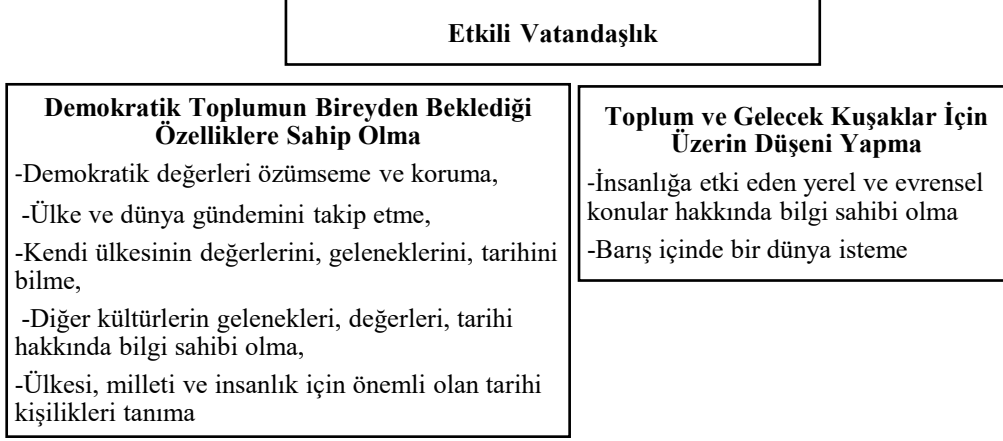 Etkili Vatandaşlık
Demokratik Toplumun Bireyden Beklediği
Özelliklere Sahip Olma
-Demokratik değerleri özümseme ve koruma,
-Ülke ve dünya gündemini takip etme,
-Kendi ülkesinin değerlerini, geleneklerini, tarihini
bilme,
-Diğer kültürlerin gelenekleri, değerleri, tarihi
hakkında bilgi sahibi olma,
-Ülkesi, milleti ve insanlık için önemli olan tarihi
kişilikleri tanıma
Toplum ve Gelecek Kuşaklar İçin
Üzerin Düşeni Yapma
-İnsanlığa etki eden yerel ve evrensel
konular hakkında bilgi sahibi olma
-Barış içinde bir dünya isteme